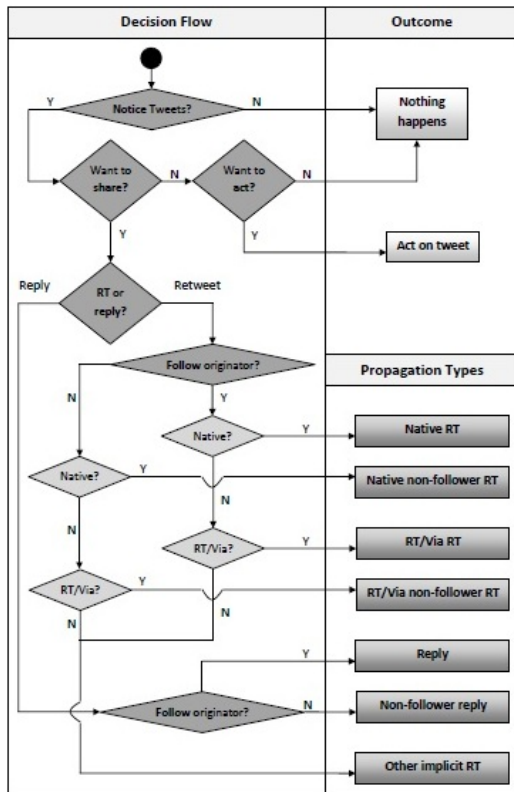 Decision Flow
Outcome
Notice Tweets?
Y
N
Nothing
happens
Want to
share?
N
Want to
act?
N
Y
Y
Act on tweet
Reply
RT or
reply?
Retweet
Follow originator?
Propagation Types
N
Y
Native?
Y
Native RT
Native?
Y
Native non-follower RT
N
N
RT/Via?
Y
RT/Via RT
RT/Via?
Y
RT/Via non-follower RT
N
N
Y
Reply
Follow originator?
N
Non-follower reply
Other implicit RT